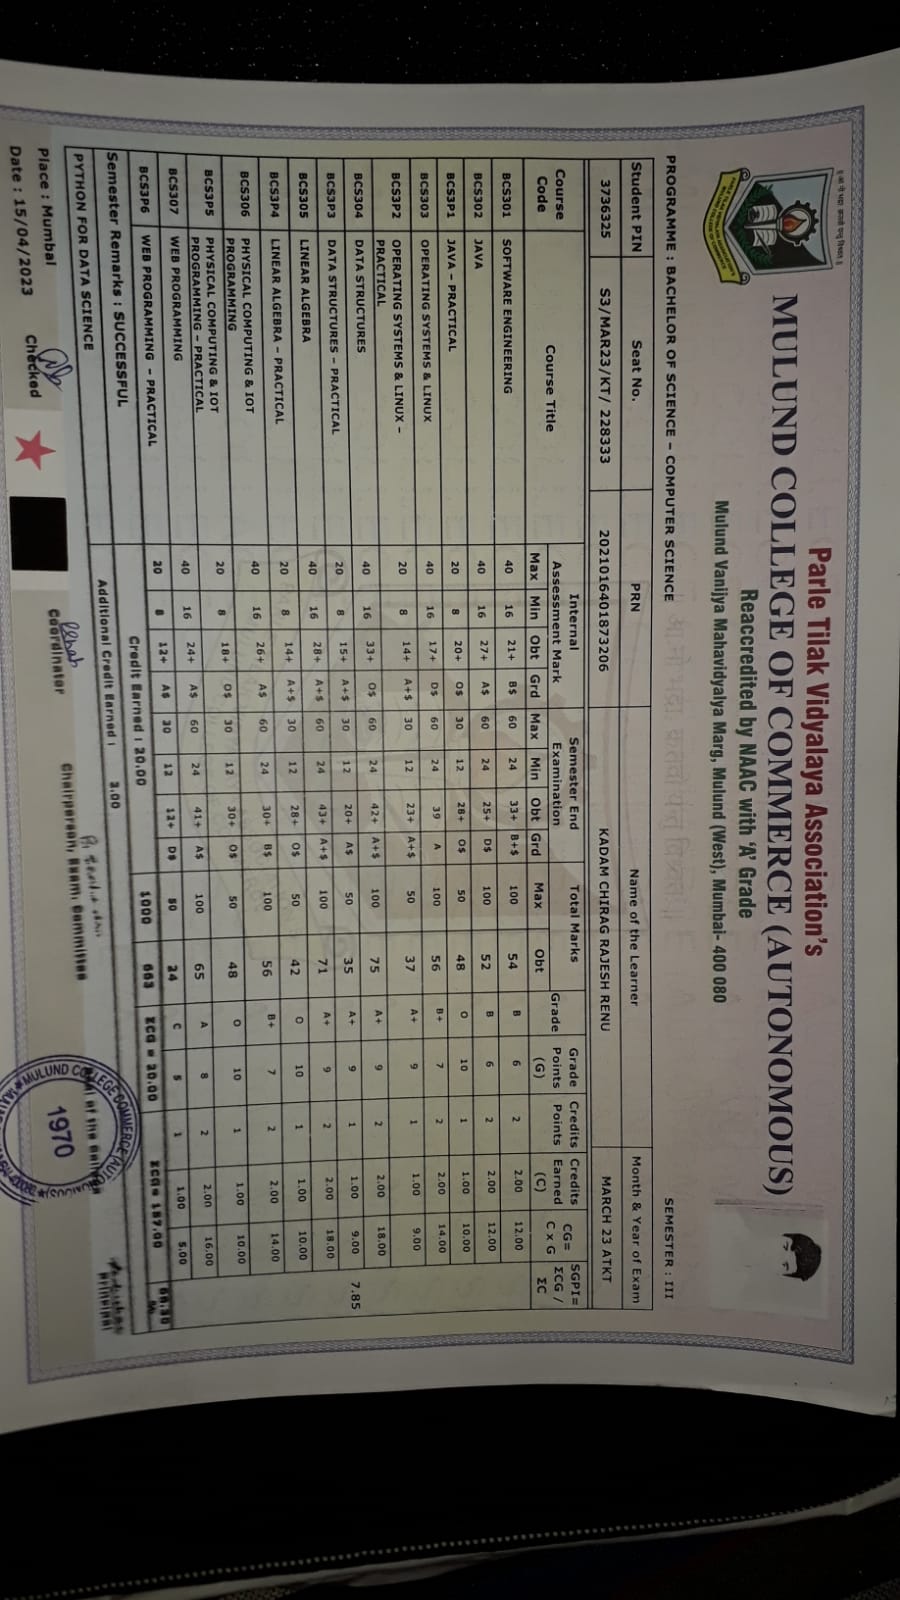 ॥ आ नो भद्राः क्रतवो यन्तु विश्वतः ॥
Parle Tilak Vidyalaya Association's
MULUND COLLEGE OF COMMERCE (AUTONOMOUS)
Reaccredited by NAAC with 'A' Grade
Mulund Vanijya Mahavidyalaya Marg, Mulund (West), Mumbai- 400 080
PARLE TILAK VIDYALAYA ASSOCIATION'S
MULUND COLLEGE OF COMMERCE
PROGRAMME : BACHELOR OF SCIENCE – COMPUTER SCIENCE SEMESTER : III
Student PIN Seat No. PRN Name of the Learner Month & Year of Exam
3736325 S3/MAR23/KT/ 228333 2021016401873206 KADAM CHIRAG RAJESH RENU MARCH 23 ATKT
Course Code Course Title Internal Assessment Mark Semester End Examination Total Marks Grade Grade Points (G) Credits Points Credits Earned (C) CG= C x G SGPI= ΣCG / ΣC
Max Min Obt Grd Max Min Obt Grd Max Obt
BCS301 SOFTWARE ENGINEERING 40 16 21+ B$ 60 24 33+ B+$ 100 54 B 6 2 2.00 12.00
BCS302 JAVA 40 16 27+ A$ 60 24 25+ D$ 100 52 B 6 2 2.00 12.00
BCS3P1 JAVA – PRACTICAL 20 8 20+ O$ 30 12 28+ O$ 50 48 O 10 1 1.00 10.00
BCS303 OPERATING SYSTEMS & LINUX 40 16 17+ D$ 60 24 39 A 100 56 B+ 7 2 2.00 14.00
BCS3P2 OPERATING SYSTEMS & LINUX – PRACTICAL 20 8 14+ A+$ 30 12 23+ A+$ 50 37 A+ 9 1 1.00 9.00
BCS304 DATA STRUCTURES 40 16 33+ O$ 60 24 42+ A+$ 100 75 A+ 9 2 2.00 18.00
BCS3P3 DATA STRUCTURES – PRACTICAL 20 8 15+ A+$ 30 12 20+ A$ 50 35 A+ 9 1 1.00 9.00 7.85
BCS305 LINEAR ALGEBRA 40 16 28+ A+$ 60 24 43+ A+$ 100 71 A+ 9 2 2.00 18.00
BCS3P4 LINEAR ALGEBRA – PRACTICAL 20 8 14+ A+$ 30 12 28+ O$ 50 42 O 10 1 1.00 10.00
BCS306 PHYSICAL COMPUTING & IOT PROGRAMMING 40 16 26+ A$ 60 24 30+ B$ 100 56 B+ 7 2 2.00 14.00
BCS3P5 PHYSICAL COMPUTING & IOT PROGRAMMING – PRACTICAL 20 8 18+ O$ 30 12 30+ O$ 50 48 O 10 1 1.00 10.00
BCS307 WEB PROGRAMMING 40 16 24+ A$ 60 24 41+ A$ 100 65 A 8 2 2.00 16.00
BCS3P6 WEB PROGRAMMING – PRACTICAL 20 8 12+ A$ 30 12 12+ D$ 50 24 C 5 1 1.00 5.00
Semester Remarks : SUCCESSFUL Credit Earned : 20.00 1000 663 ΣCG = 20.00 ΣCG= 157.00 66.30
PYTHON FOR DATA SCIENCE Additional Credit Earned : 3.00
Place : Mumbai
Date : 15/04/2023
Checked Coordinator Chairperson, Exam. Committee Seal of the College Principal
1970